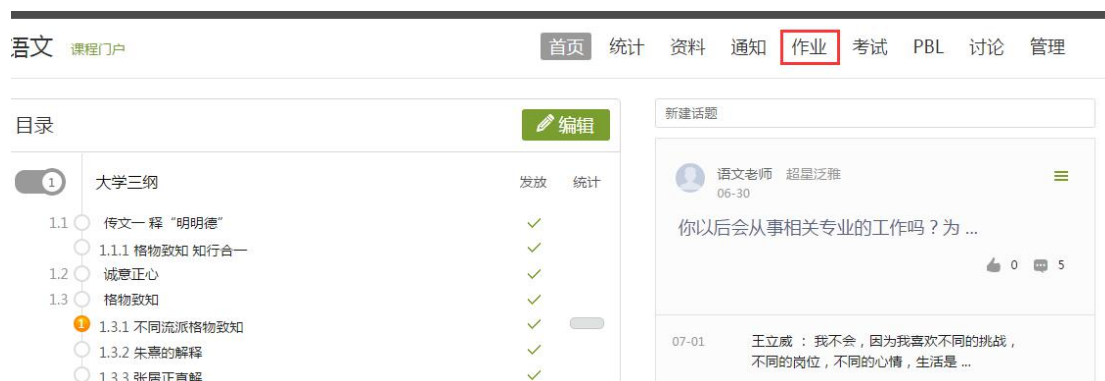 语文 课程门户
首页 统计 资料 通知 作业 考试 PBL 讨论 管理
目录
编辑
1 大学三纲 发放 统计
1.1 传文一 释“明明德”
1.1.1 格物致知 知行合一
1.2 诚意正心
1.3 格物致知
1 1.3.1 不同流派格物致知
1.3.2 朱熹的解释
1.3.3 张居正直解
新建话题
语文老师 超星泛雅
06-30
你以后会从事相关专业的工作吗？为 ...
0 5
07-01 王立威 ： 我不会，因为我喜欢不同的挑战，
不同的岗位，不同的心情，生活是 ...